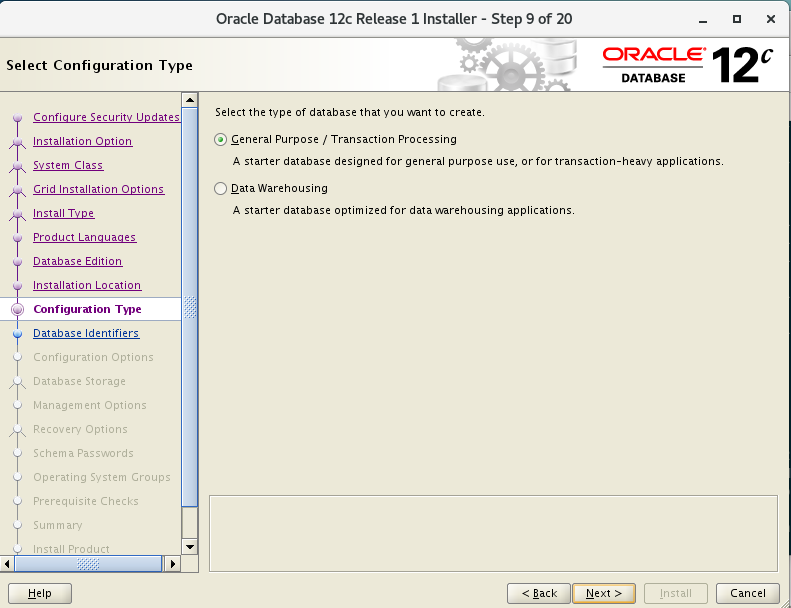 Oracle Database 12c Release 1 Installer - Step 9 of 20
Select Configuration Type
ORACLE®
DATABASE
12c
Configure Security Updates
Installation Option
System Class
Grid Installation Options
Install Type
Product Languages
Database Edition
Installation Location
Configuration Type
Database Identifiers
Configuration Options
Database Storage
Management Options
Recovery Options
Schema Passwords
Operating System Groups
Prerequisite Checks
Summary
Install Product
Select the type of database that you want to create.
General Purpose / Transaction Processing
A starter database designed for general purpose use, or for transaction-heavy applications.
Data Warehousing
A starter database optimized for data warehousing applications.
Help
< Back
Next >
Install
Cancel